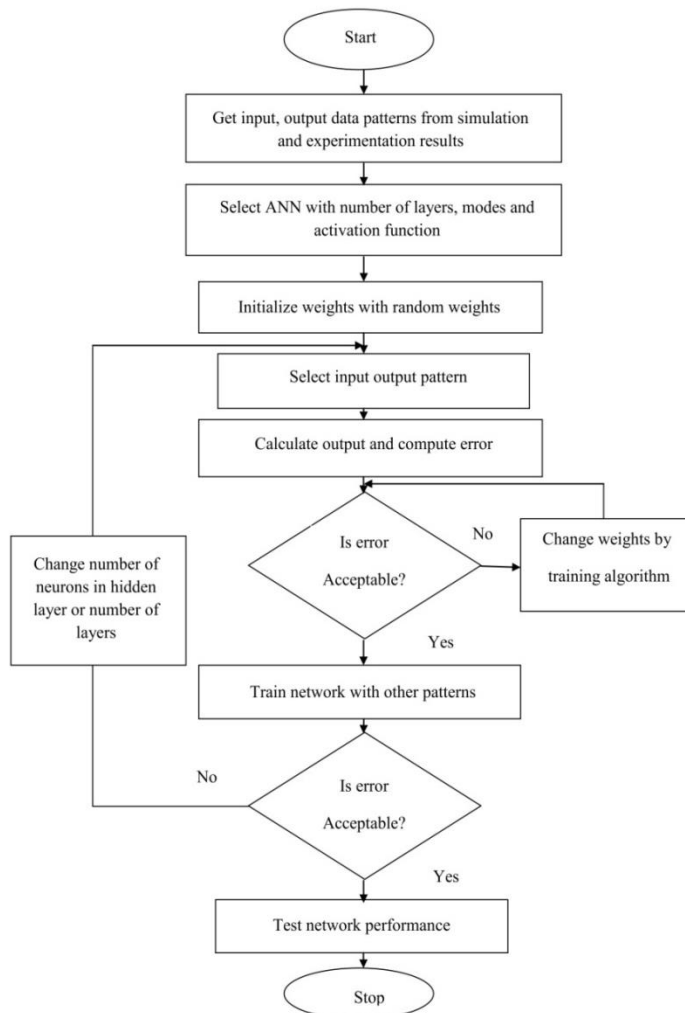 Start
Get input, output data patterns from simulation
and experimentation results
Select ANN with number of layers, modes and
activation function
Initialize weights with random weights
Select input output pattern
Calculate output and compute error
Is error
Acceptable?
No
Change weights by
training algorithm
Change number of
neurons in hidden
layer or number of
layers
Yes
Train network with other patterns
No
Is error
Acceptable?
Yes
Test network performance
Stop